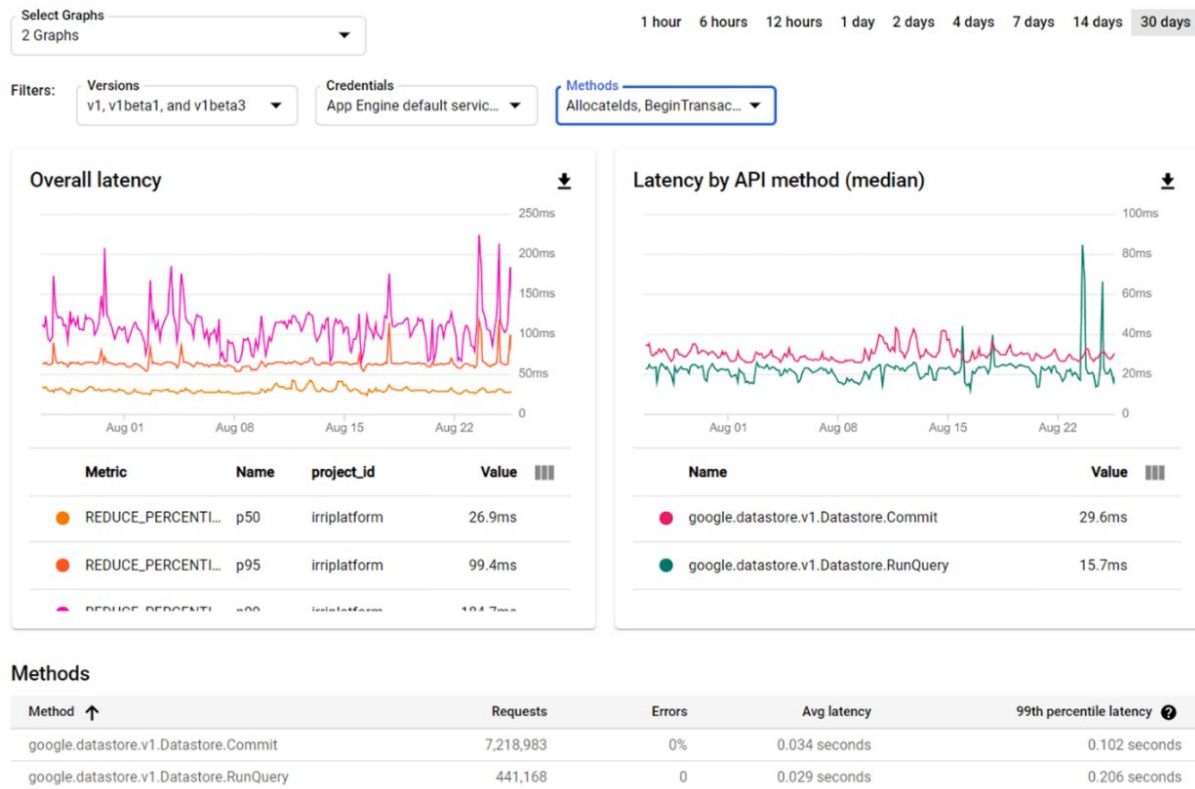 Select Graphs
2 Graphs
1 hour 6 hours 12 hours 1 day 2 days 4 days 7 days 14 days 30 days
Filters:
Versions
v1, v1beta1, and v1beta3
Credentials
App Engine default servic...
Methods
AllocateIds, BeginTransac...
Overall latency
250ms
200ms
150ms
100ms
50ms
0
Aug 01 Aug 08 Aug 15 Aug 22
Metric Name project_id Value
REDUCE_PERCENTI... p50 irriplatform 26.9ms
REDUCE_PERCENTI... p95 irriplatform 99.4ms
REDUCE_PERCENTI... p99 irriplatform 184.7ms
Latency by API method (median)
100ms
80ms
60ms
40ms
20ms
0
Aug 01 Aug 08 Aug 15 Aug 22
Name Value
google.datastore.v1.Datastore.Commit 29.6ms
google.datastore.v1.Datastore.RunQuery 15.7ms
Methods
Method Requests Errors Avg latency 99th percentile latency ?
google.datastore.v1.Datastore.Commit 7,218,983 0% 0.034 seconds 0.102 seconds
google.datastore.v1.Datastore.RunQuery 441,168 0 0.029 seconds 0.206 seconds